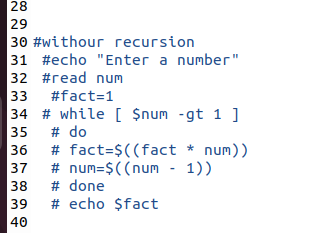 28
29
30 #withour recursion
31 #echo "Enter a number"
32 #read num
33 #fact=1
34 # while [ $num -gt 1 ]
35 # do
36 # fact=$((fact * num))
37 # num=$((num - 1))
38 # done
39 # echo $fact
40